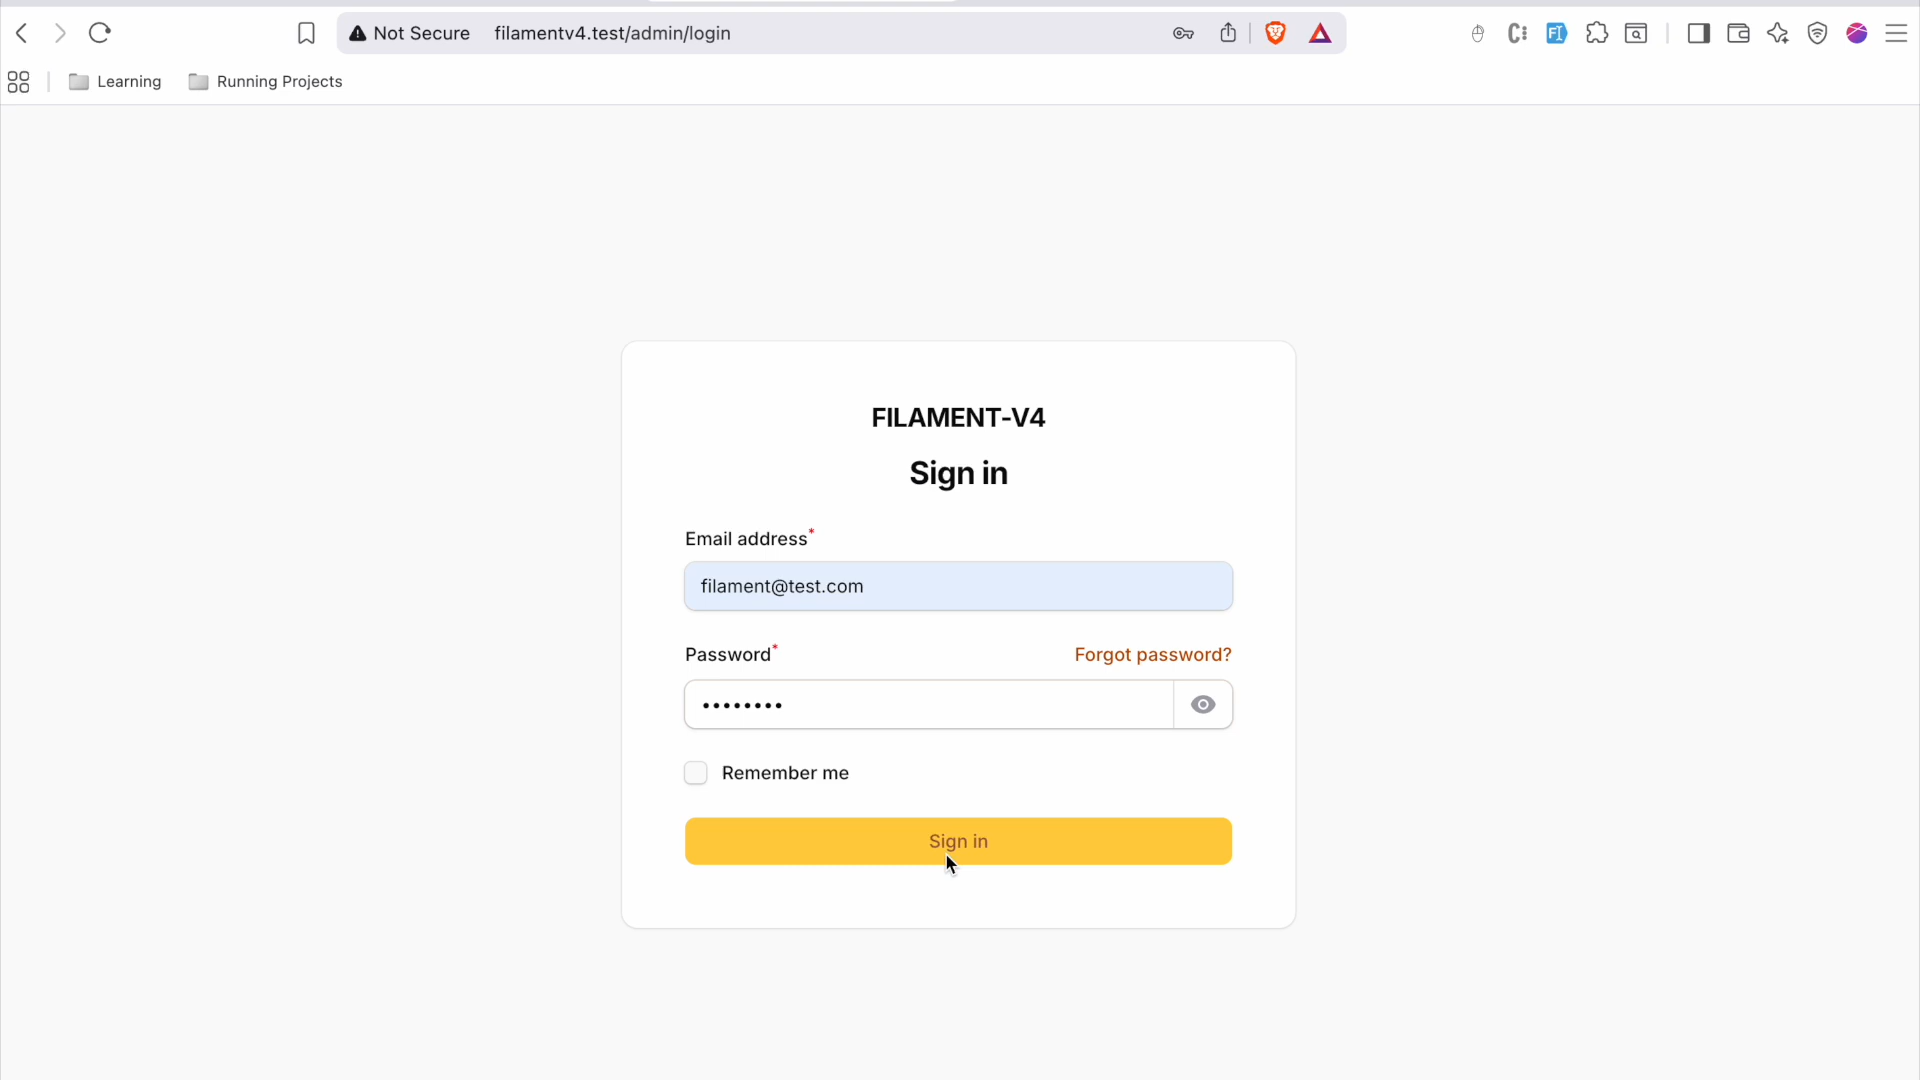 Not Secure filamentv4.test/admin/login
Learning Running Projects
FILAMENT-V4
Sign in
Email address*
filament@test.com
Password* Forgot password?
••••••••
Remember me
Sign in